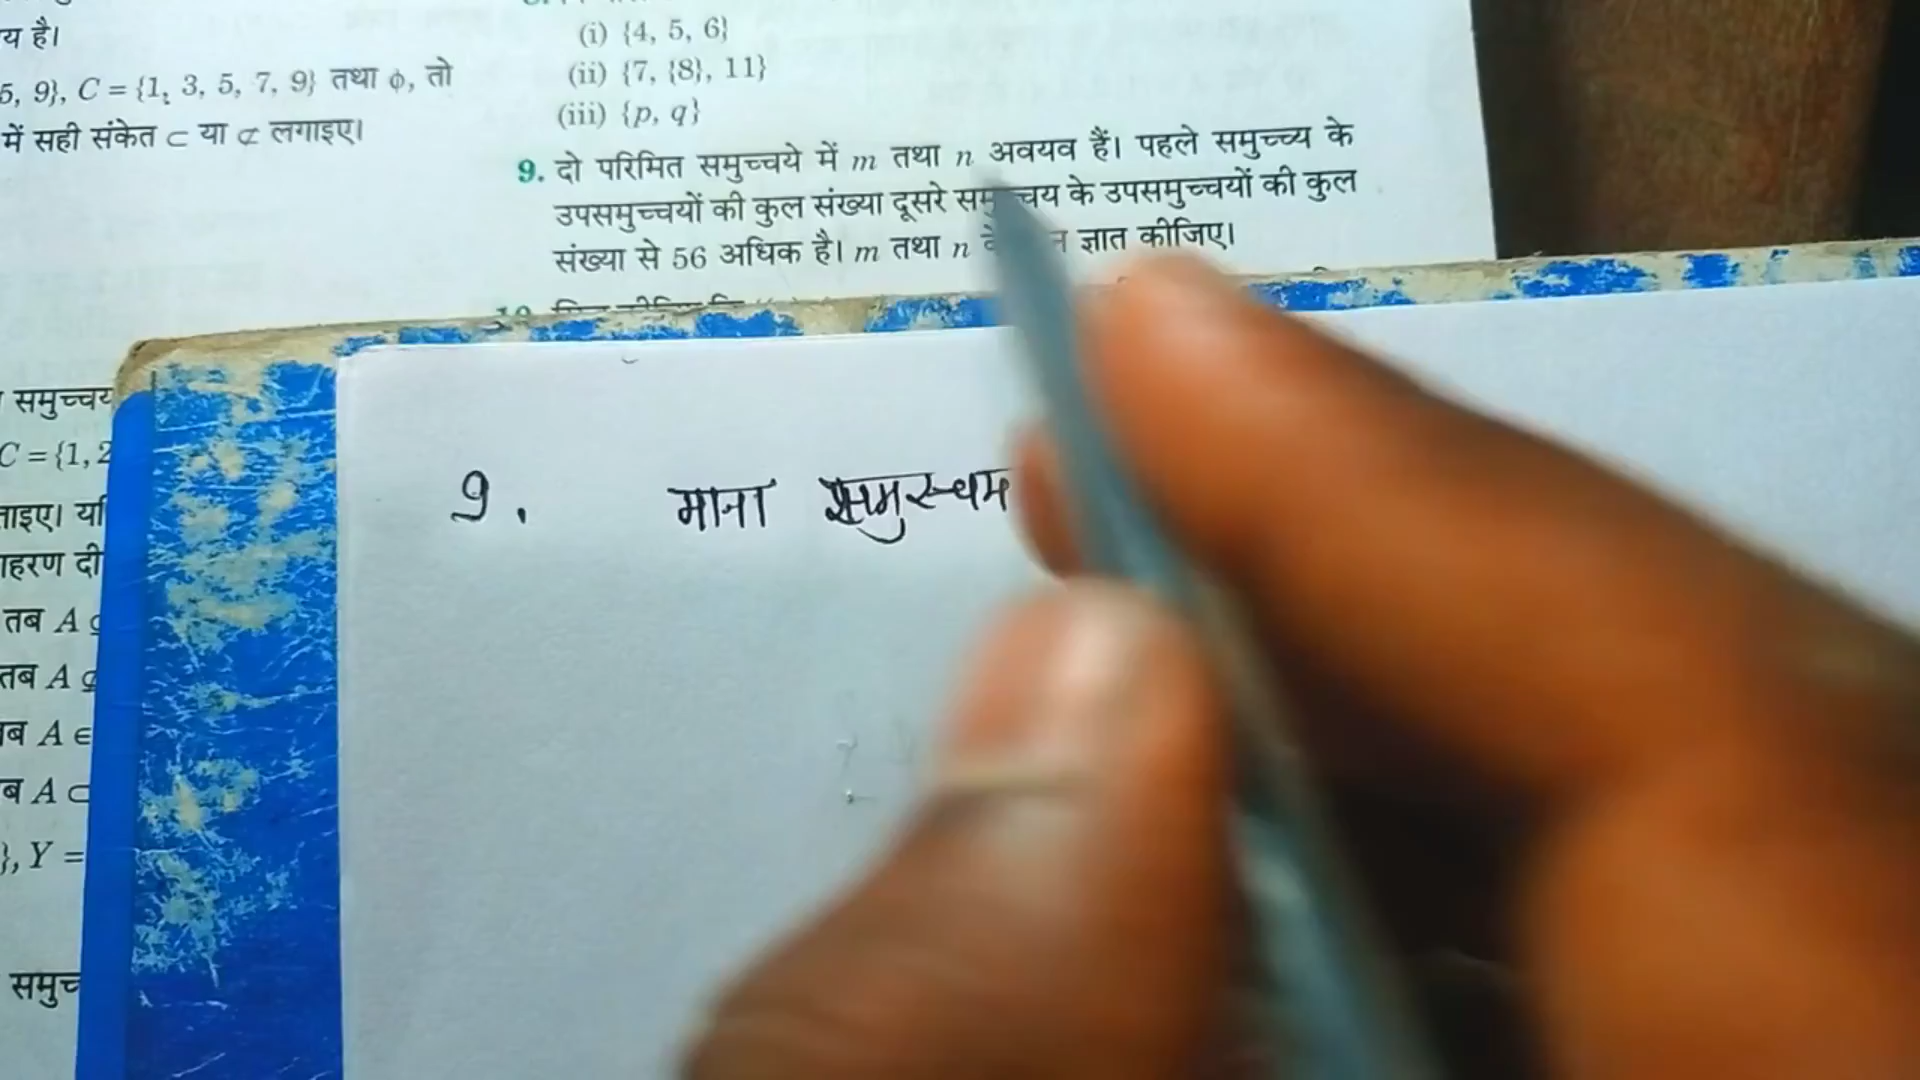 य है।
5, 9}, C = {1, 3, 5, 7, 9} तथा ϕ, तो
में सही संकेत ⊂ या ⊄ लगाइए।
(i) {4, 5, 6}
(ii) {7, {8}, 11}
(iii) {p, q}
9. दो परिमित समुच्चये में m तथा n अवयव हैं। पहले समुच्च्य के
उपसमुच्चयों की कुल संख्या दूसरे के उपसमुच्चयों की कुल
संख्या से 56 अधिक है। m तथा n ज्ञात कीजिए।
समुच्चय
C = {1, 2
ताइए। यदि
तब A
तब A
ब A ∈
ब A ⊂
}, Y =
समुच्च
9. माना